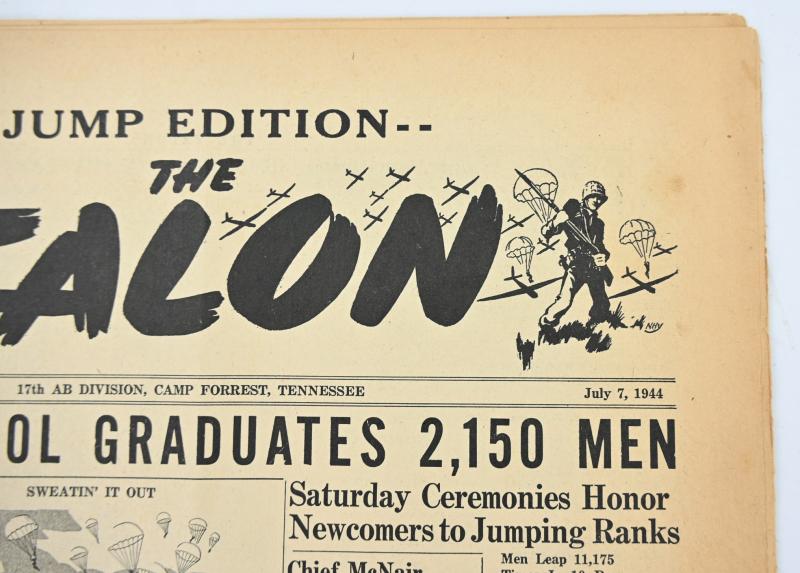 JUMP EDITION--
THE
TALON
17th AB DIVISION, CAMP FORREST, TENNESSEE
July 7, 1944
OL GRADUATES 2,150 MEN
SWEATIN' IT OUT
Saturday Ceremonies Honor
Newcomers to Jumping Ranks
Chief McNair
Men Leap 11,175
NHY